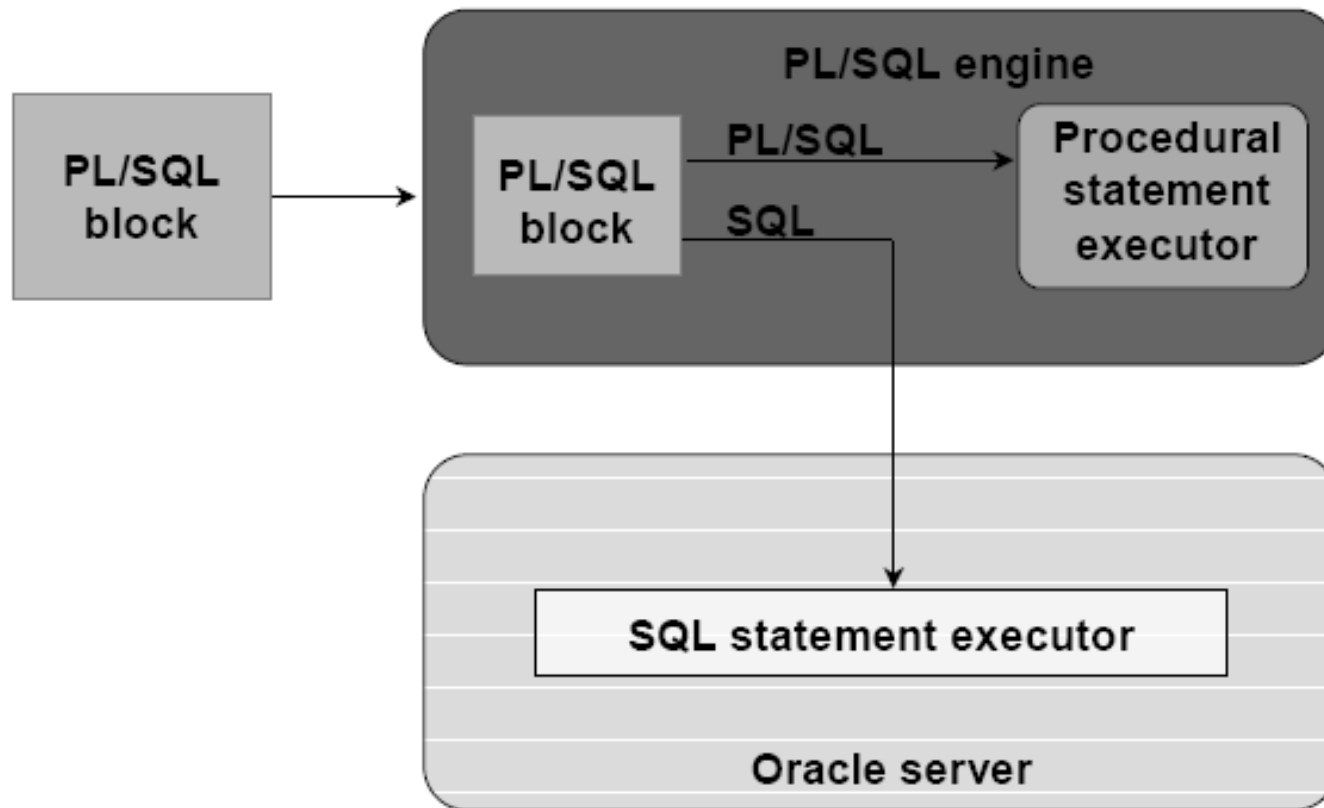 PL/SQL engine
PL/SQL
block
PL/SQL
block
PL/SQL
SQL
Procedural
statement
executor
SQL statement executor
Oracle server